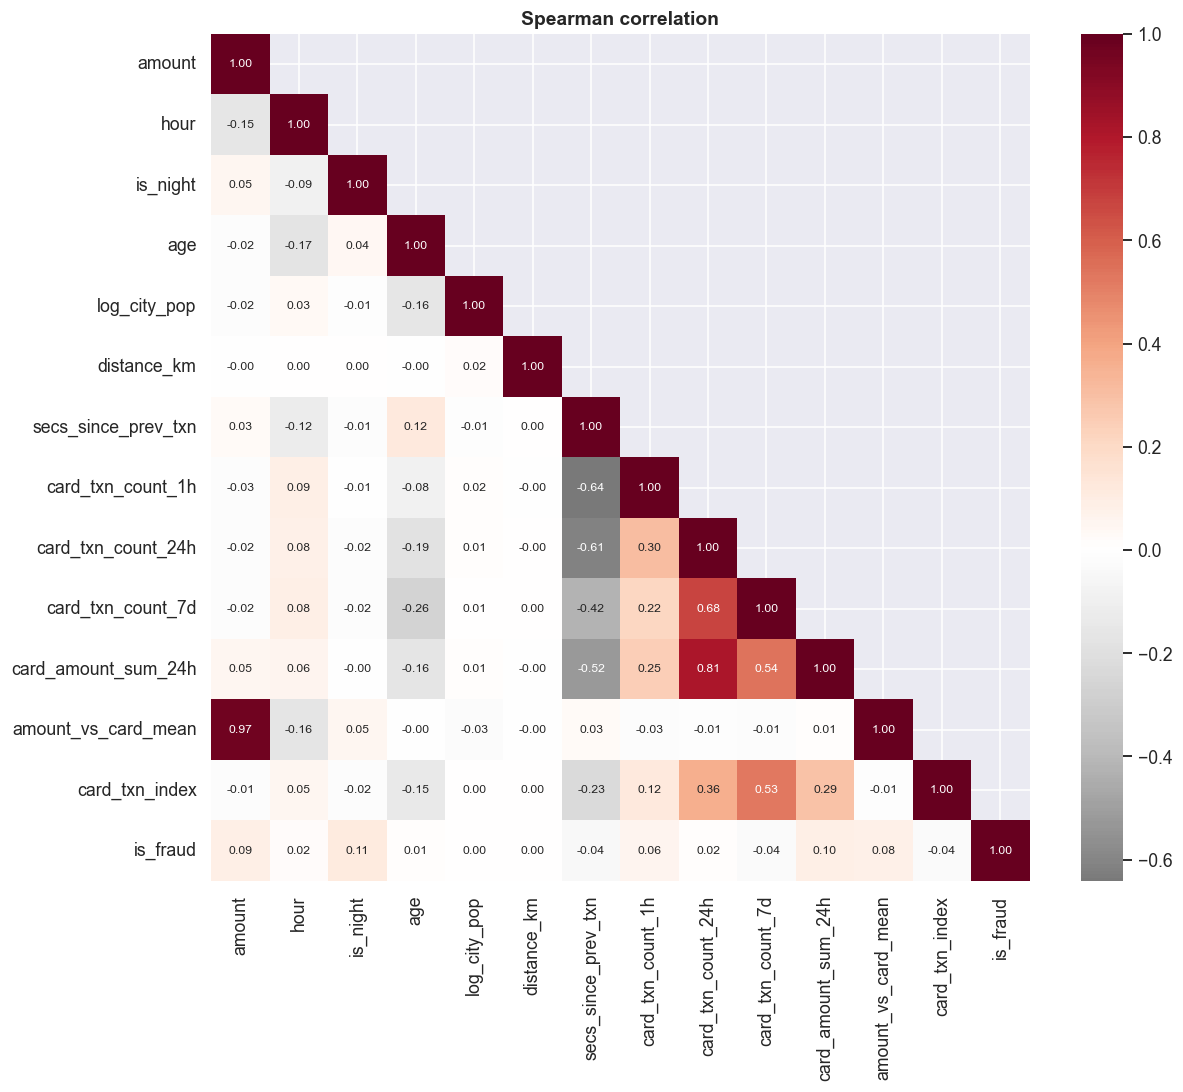 Spearman correlation
amount 1.00
hour -0.15 1.00
is_night 0.05 -0.09 1.00
age -0.02 -0.17 0.04 1.00
log_city_pop -0.02 0.03 -0.01 -0.16 1.00
distance_km -0.00 0.00 0.00 -0.00 0.02 1.00
secs_since_prev_txn 0.03 -0.12 -0.01 0.12 -0.01 0.00 1.00
card_txn_count_1h -0.03 0.09 -0.01 -0.08 0.02 -0.00 -0.64 1.00
card_txn_count_24h -0.02 0.08 -0.02 -0.19 0.01 -0.00 -0.61 0.30 1.00
card_txn_count_7d -0.02 0.08 -0.02 -0.26 0.01 0.00 -0.42 0.22 0.68 1.00
card_amount_sum_24h 0.05 0.06 -0.00 -0.16 0.01 -0.00 -0.52 0.25 0.81 0.54 1.00
amount_vs_card_mean 0.97 -0.16 0.05 -0.00 -0.03 -0.00 0.03 -0.03 -0.01 -0.01 0.01 1.00
card_txn_index -0.01 0.05 -0.02 -0.15 0.00 0.00 -0.23 0.12 0.36 0.53 0.29 -0.01 1.00
is_fraud 0.09 0.02 0.11 0.01 0.00 0.00 -0.04 0.06 0.02 -0.04 0.10 0.08 -0.04 1.00
amount
hour
is_night
age
log_city_pop
distance_km
secs_since_prev_txn
card_txn_count_1h
card_txn_count_24h
card_txn_count_7d
card_amount_sum_24h
amount_vs_card_mean
card_txn_index
is_fraud
1.0
0.8
0.6
0.4
0.2
0.0
−0.2
−0.4
−0.6